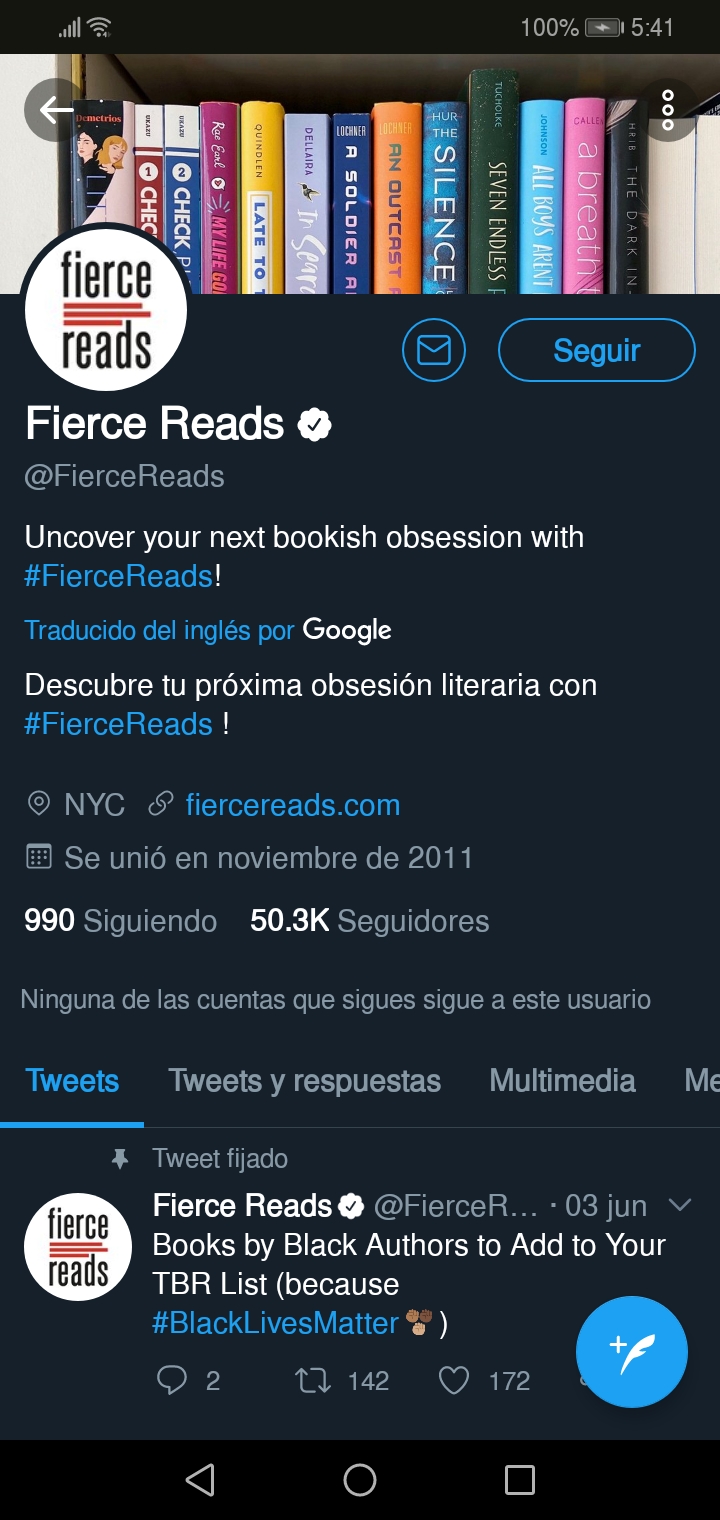 100% 5:41
Demetrios
UKAZU 1 CHEC
UKAZU 2 CHECK
Rae Earl MY LIFE GO
QUINDLEN LATE TO
DELLAIRA In Sear
LOCHNER A SOLDIER A
LOCHNER AN OUTCAST
HUR THE SILENCE
TUCHOLKE SEVEN ENDLESS F
JOHNSON ALL BOYS AREN'T
CALLE a breath
HRIB THE DARK IN-
fierce
reads
Seguir
Fierce Reads
@FierceReads
Uncover your next bookish obsession with
#FierceReads!
Traducido del inglés por Google
Descubre tu próxima obsesión literaria con
#FierceReads !
NYC fiercereads.com
Se unió en noviembre de 2011
990 Siguiendo 50.3K Seguidores
Ninguna de las cuentas que sigues sigue a este usuario
Tweets Tweets y respuestas Multimedia Me
Tweet fijado
fierce
reads
Fierce Reads @FierceR... · 03 jun
Books by Black Authors to Add to Your
TBR List (because
#BlackLivesMatter ✊🏿✊🏾✊🏼 )
2 142 172